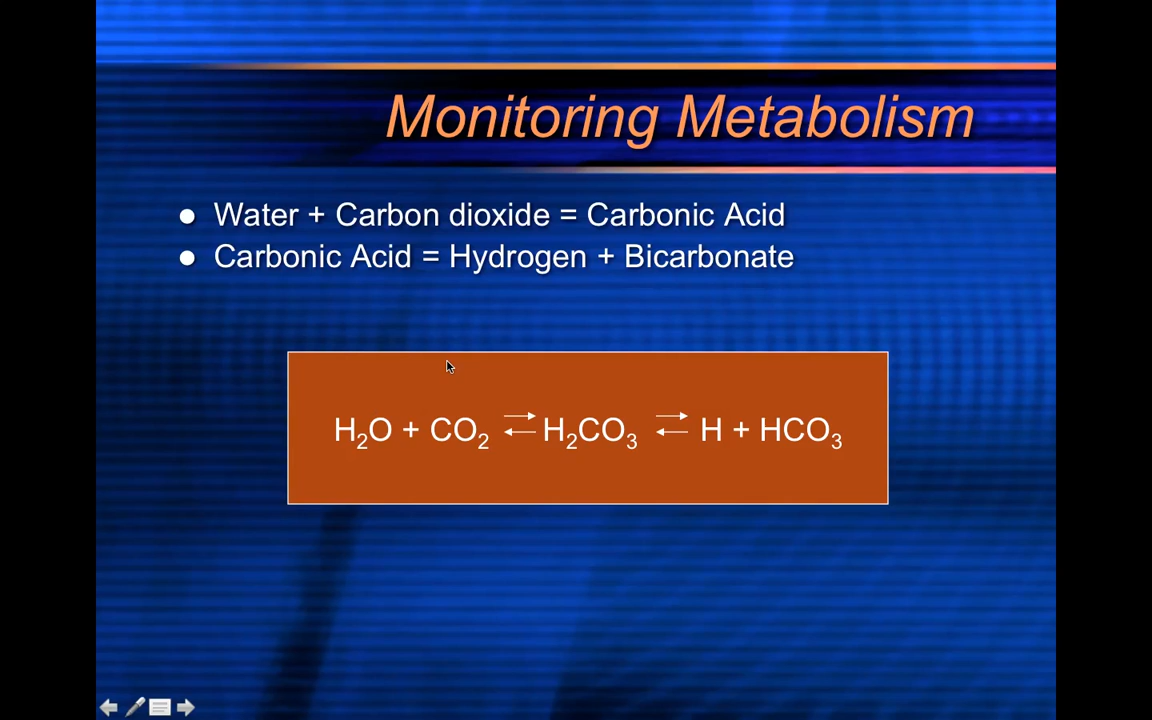 Monitoring Metabolism
● Water + Carbon dioxide = Carbonic Acid
● Carbonic Acid = Hydrogen + Bicarbonate
H₂O + CO₂ ⇄ H₂CO₃ ⇄ H + HCO₃